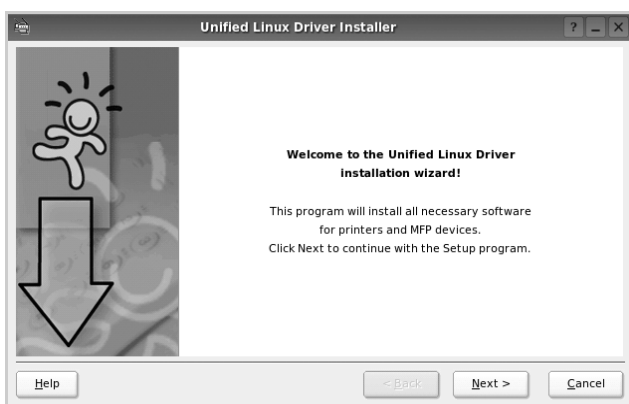 Unified Linux Driver Installer
? _ X
Welcome to the Unified Linux Driver
installation wizard!
This program will install all necessary software
for printers and MFP devices.
Click Next to continue with the Setup program.
Help
< Back
Next >
Cancel